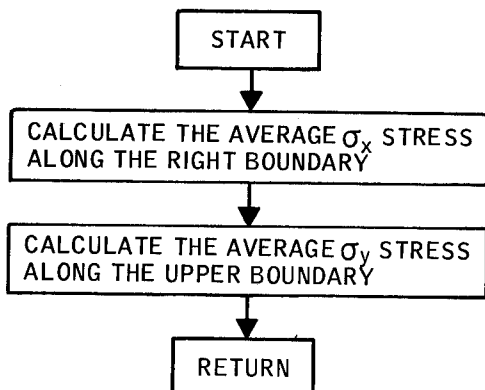 START
CALCULATE THE AVERAGE σx STRESS
ALONG THE RIGHT BOUNDARY
CALCULATE THE AVERAGE σy STRESS
ALONG THE UPPER BOUNDARY
RETURN